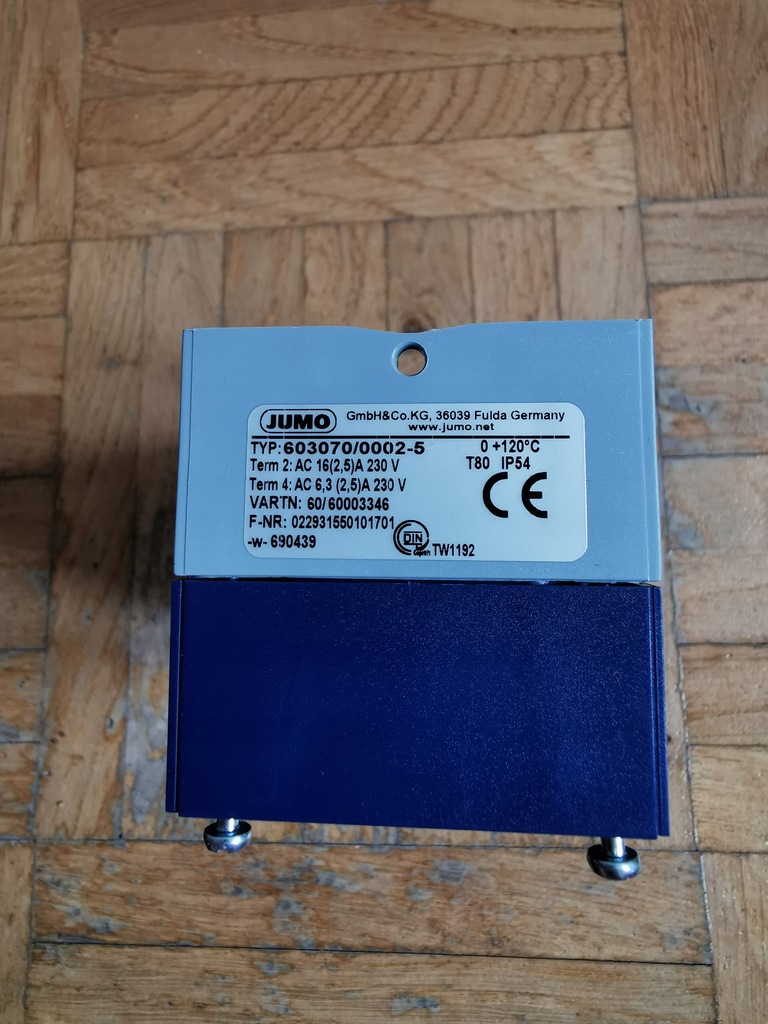 JUMO GmbH&Co.KG, 36039 Fulda Germany
www.jumo.net
TYP: 603070/0002-5 0 +120°C
Term 2: AC 16(2,5)A 230 V T80 IP54
Term 4: AC 6,3 (2,5)A 230 V CE
VARTN: 60/60003346
F-NR: 022931550101701
-w- 690439 DIN TW1192